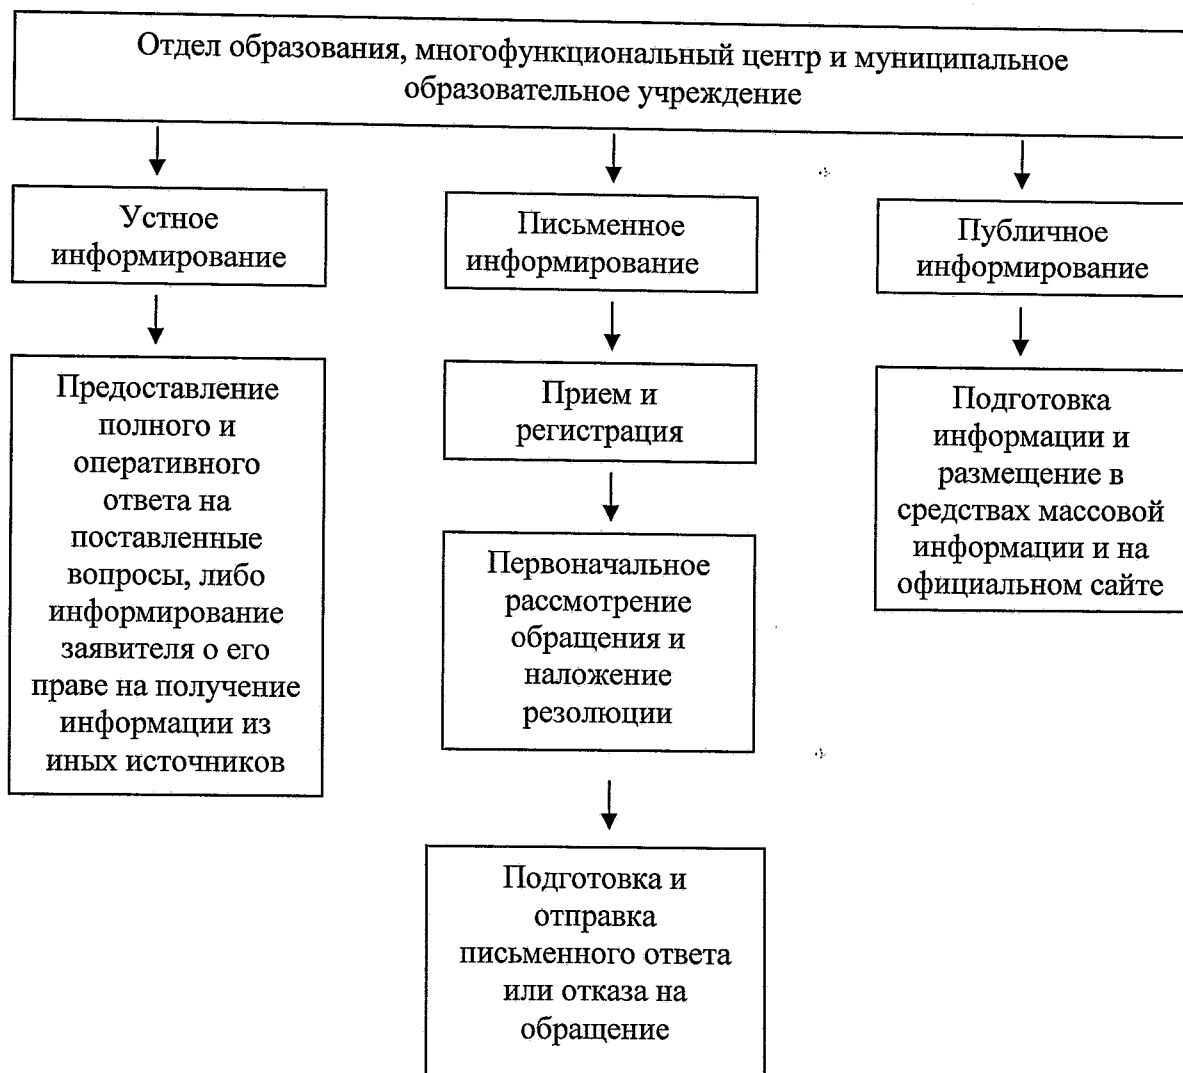 Отдел образования, многофункциональный центр и муниципальное
образовательное учреждение
Устное
информирование
Письменное
информирование
Публичное
информирование
Предоставление
полного и
оперативного
ответа на
поставленные
вопросы, либо
информирование
заявителя о его
праве на получение
информации из
иных источников
Прием и
регистрация
Первоначальное
рассмотрение
обращения и
наложение
резолюции
Подготовка и
отправка
письменного ответа
или отказа на
обращение
Подготовка
информации и
размещение в
средствах массовой
информации и на
официальном сайте